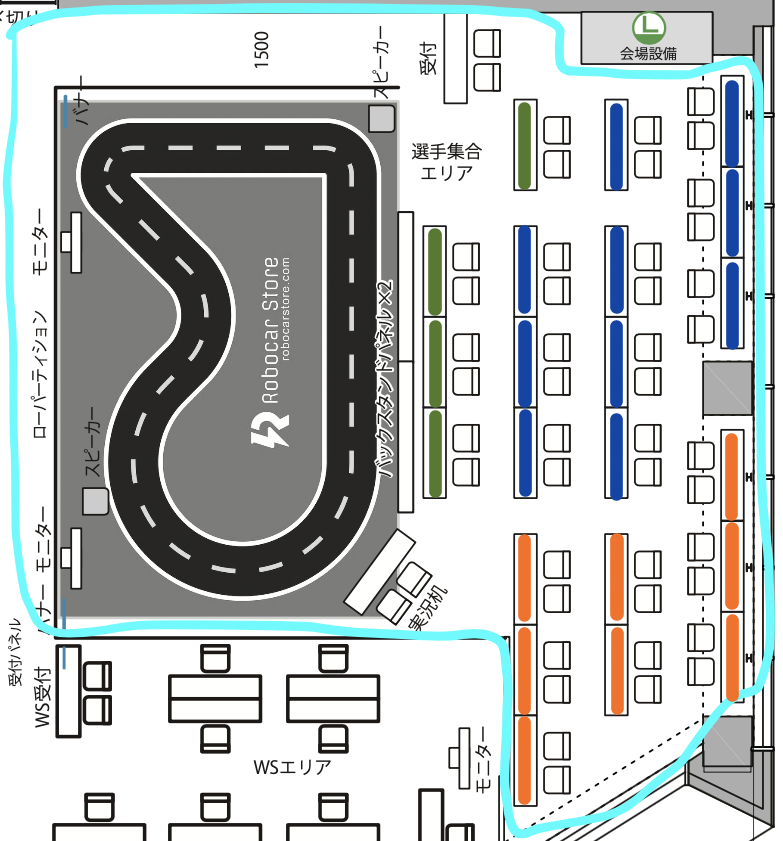 切り
会場設備
1500
スピーカー
受付
バナー
選手集合
エリア
モニター
Robocar Store
robocarstore.com
バックスタンドパネル×2
ローパーティション
スピーカー
モニター
バナー
実況机
受付パネル
WS受付
WSエリア
モニター